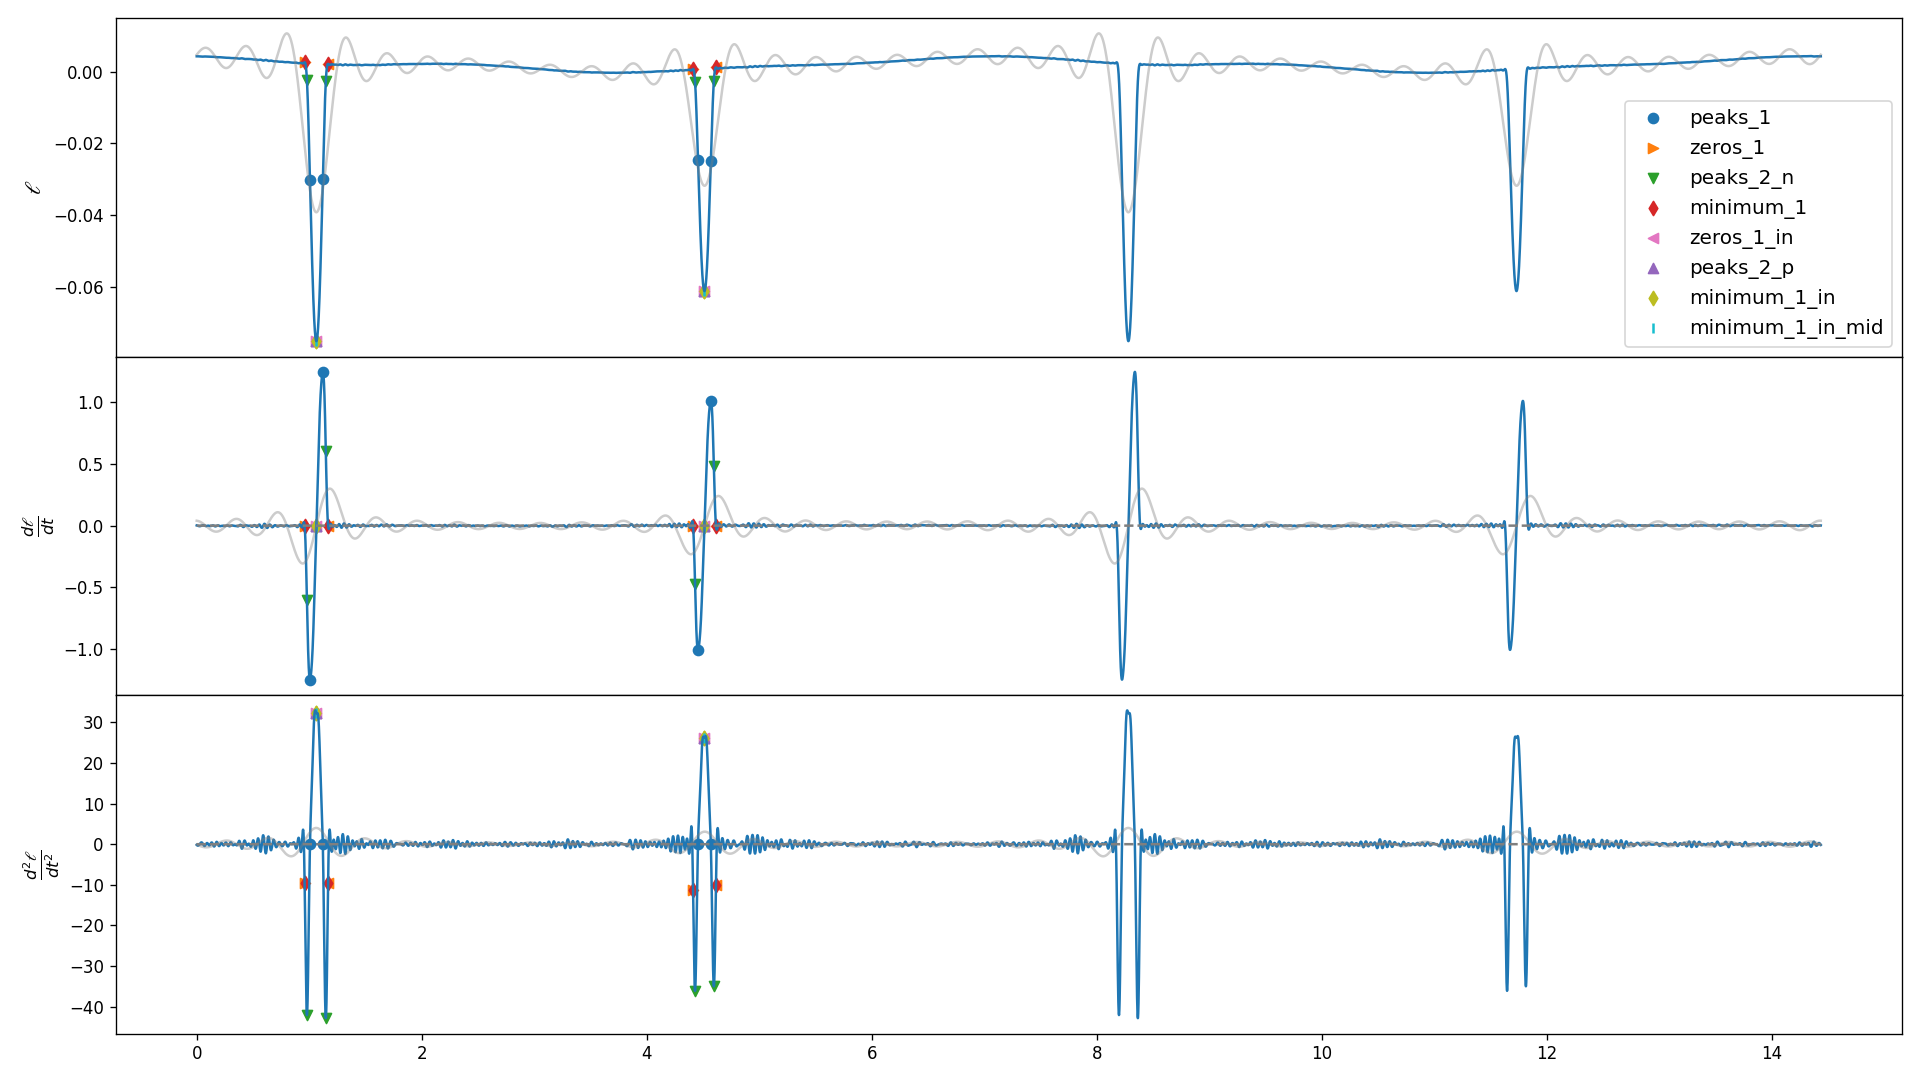 0.00
−0.02
−0.04
−0.06
ℓ
peaks_1
zeros_1
peaks_2_n
minimum_1
zeros_1_in
peaks_2_p
minimum_1_in
minimum_1_in_mid
1.0
0.5
0.0
−0.5
−1.0
dℓ
dt
30
20
10
0
−10
−20
−30
−40
d²ℓ
dt²
0 2 4 6 8 10 12 14